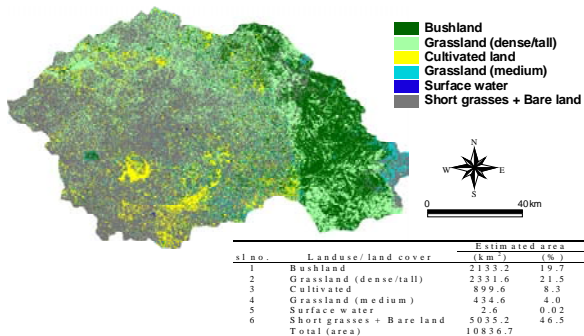 Bushland
Grassland (dense/tall)
Cultivated land
Grassland (medium)
Surface water
Short grasses + Bare land
N
W E
S
0 40 km
Estimated area
sl no. Landuse/land cover (km²) (%)
1 Bushland 2133.2 19.7
2 Grassland (dense/tall) 2331.6 21.5
3 Cultivated 899.6 8.3
4 Grassland (medium) 434.6 4.0
5 Surface water 2.6 0.02
6 Short grasses + Bare land 5035.2 46.5
Total (area) 10836.7